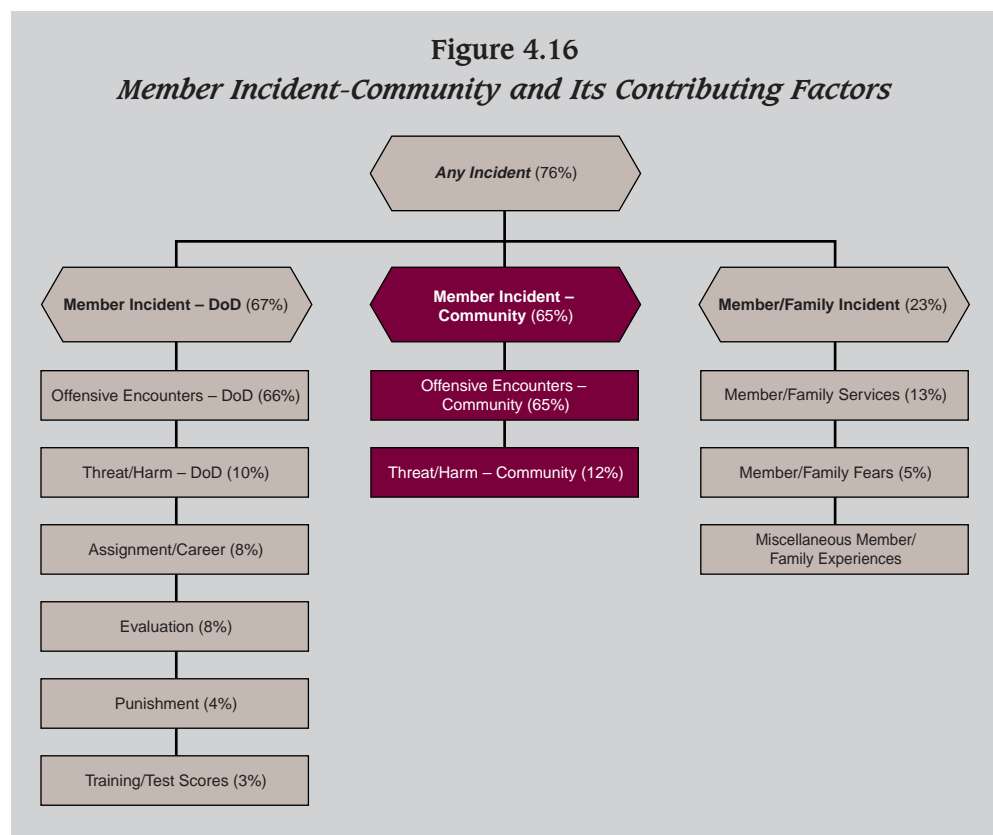 Figure 4.16
Member Incident-Community and Its Contributing Factors
Any Incident (76%)
Member Incident – DoD (67%)
Offensive Encounters – DoD (66%)
Threat/Harm – DoD (10%)
Assignment/Career (8%)
Evaluation (8%)
Punishment (4%)
Training/Test Scores (3%)
Member Incident –
Community (65%)
Offensive Encounters –
Community (65%)
Threat/Harm – Community (12%)
Member/Family Incident (23%)
Member/Family Services (13%)
Member/Family Fears (5%)
Miscellaneous Member/
Family Experiences